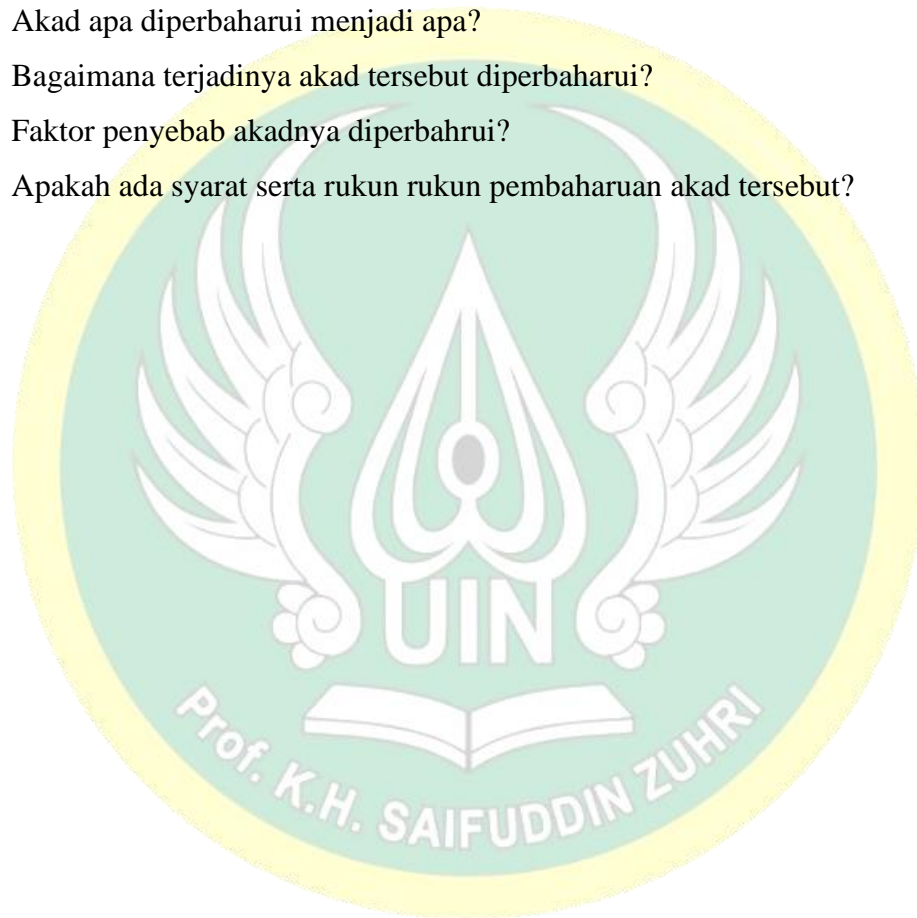 Akad apa diperbaharui menjadi apa?
Bagaimana terjadinya akad tersebut diperbaharui?
Faktor penyebab akadnya diperbahrui?
Apakah ada syarat serta rukun rukun pembaharuan akad tersebut?
UIN
Prof. K.H. SAIFUDDIN ZUHRI